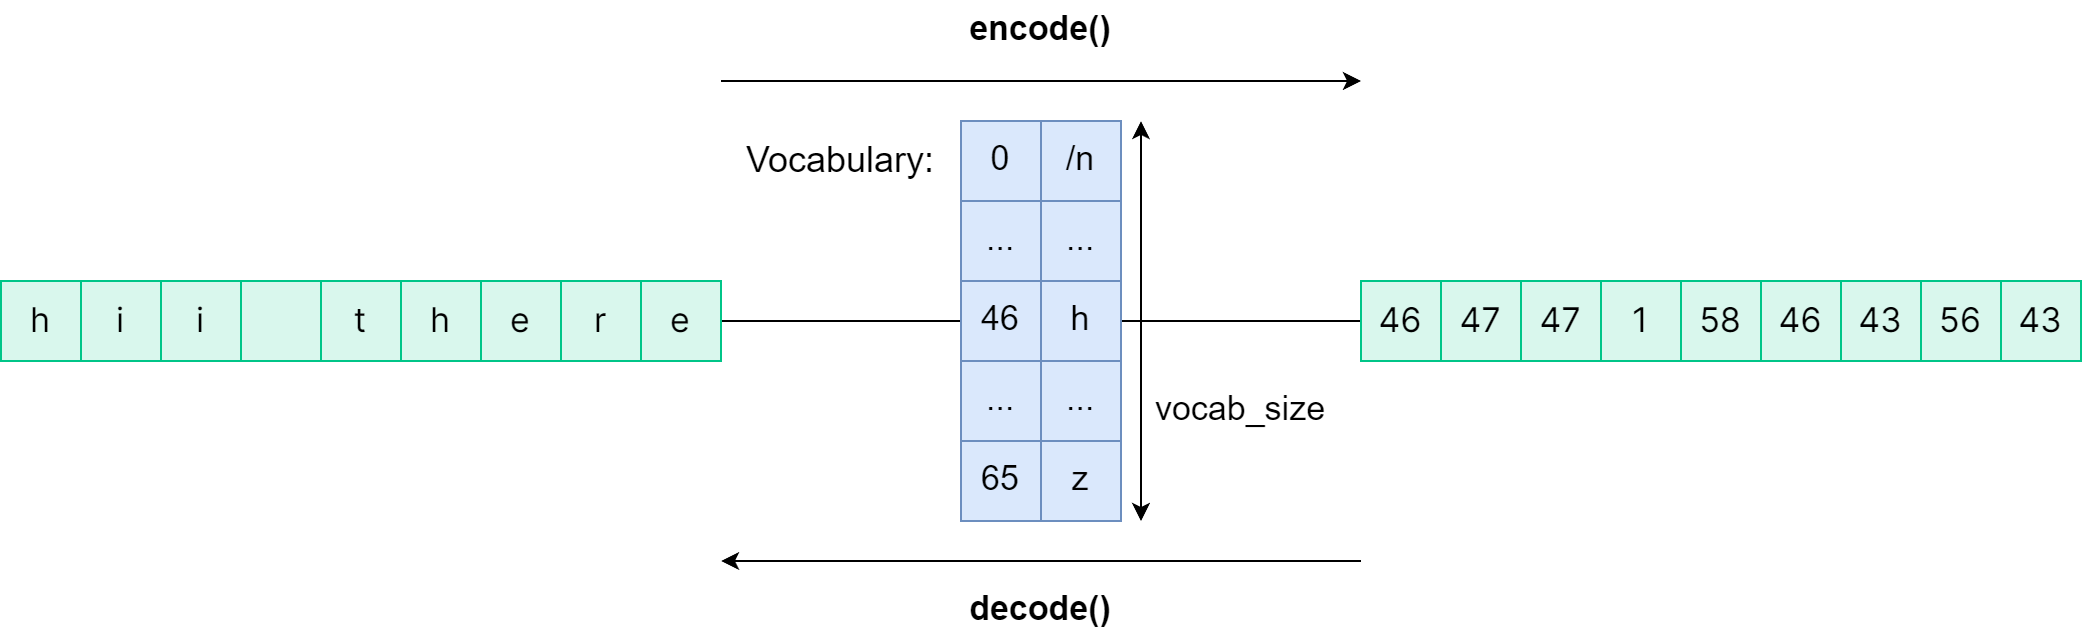 encode()
Vocabulary:
0 /n
... ...
h i i t h e r e
46 h
46 47 47 1 58 46 43 56 43
... ...
vocab_size
65 z
decode()